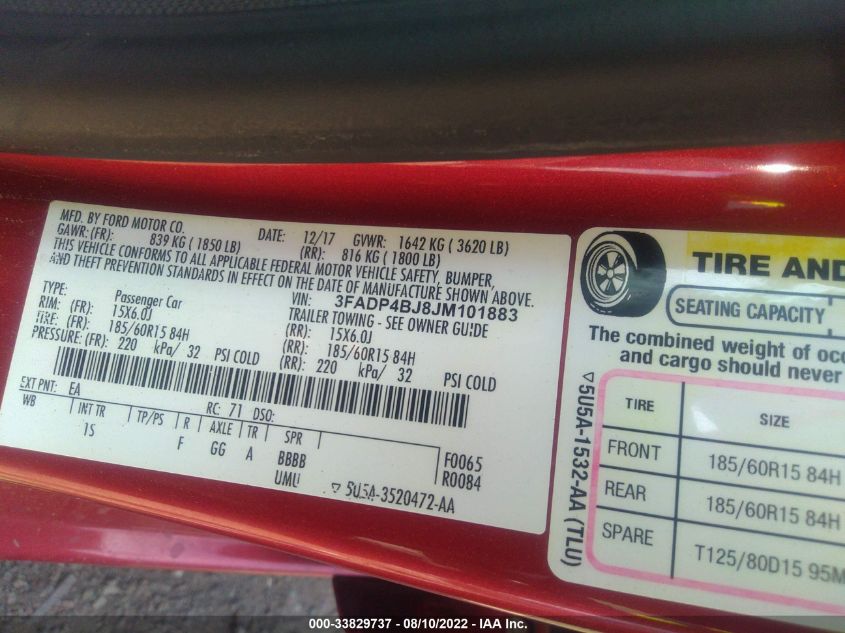 MFD. BY FORD MOTOR CO.
DATE: 12/17 GVWR: 1642 KG ( 3620 LB)
GAWR: (FR): 839 KG ( 1850 LB) (RR): 816 KG ( 1800 LB)
THIS VEHICLE CONFORMS TO ALL APPLICABLE FEDERAL MOTOR VEHICLE SAFETY, BUMPER,
AND THEFT PREVENTION STANDARDS IN EFFECT ON THE DATE OF MANUFACTURE SHOWN ABOVE.
VIN: 3FADP4BJ8JM101883
TYPE: Passenger Car TRAILER TOWING - SEE OWNER GUIDE
RIM: (FR): 15X6.0J (RR): 15X6.0J
TIRE: (FR): 185/60R15 84H (RR): 185/60R15 84H
PRESSURE: (FR) 220 kPa/ 32 PSI COLD (RR): 220 kPa/ 32 PSI COLD
EXT PNT: EA RC: 71 DSO:
WB INT TR TP/PS R AXLE TR SPR
1S F GG A BBBB F0065
UMU R0084
5U5A-3520472-AA
TIRE AND
SEATING CAPACITY
The combined weight of occ
and cargo should never
TIRE SIZE
FRONT 185/60R15 84H
REAR 185/60R15 84H
SPARE T125/80D15 95M
5U5A-1532-AA (TLU)
000-33829737 - 08/10/2022 - IAA Inc.